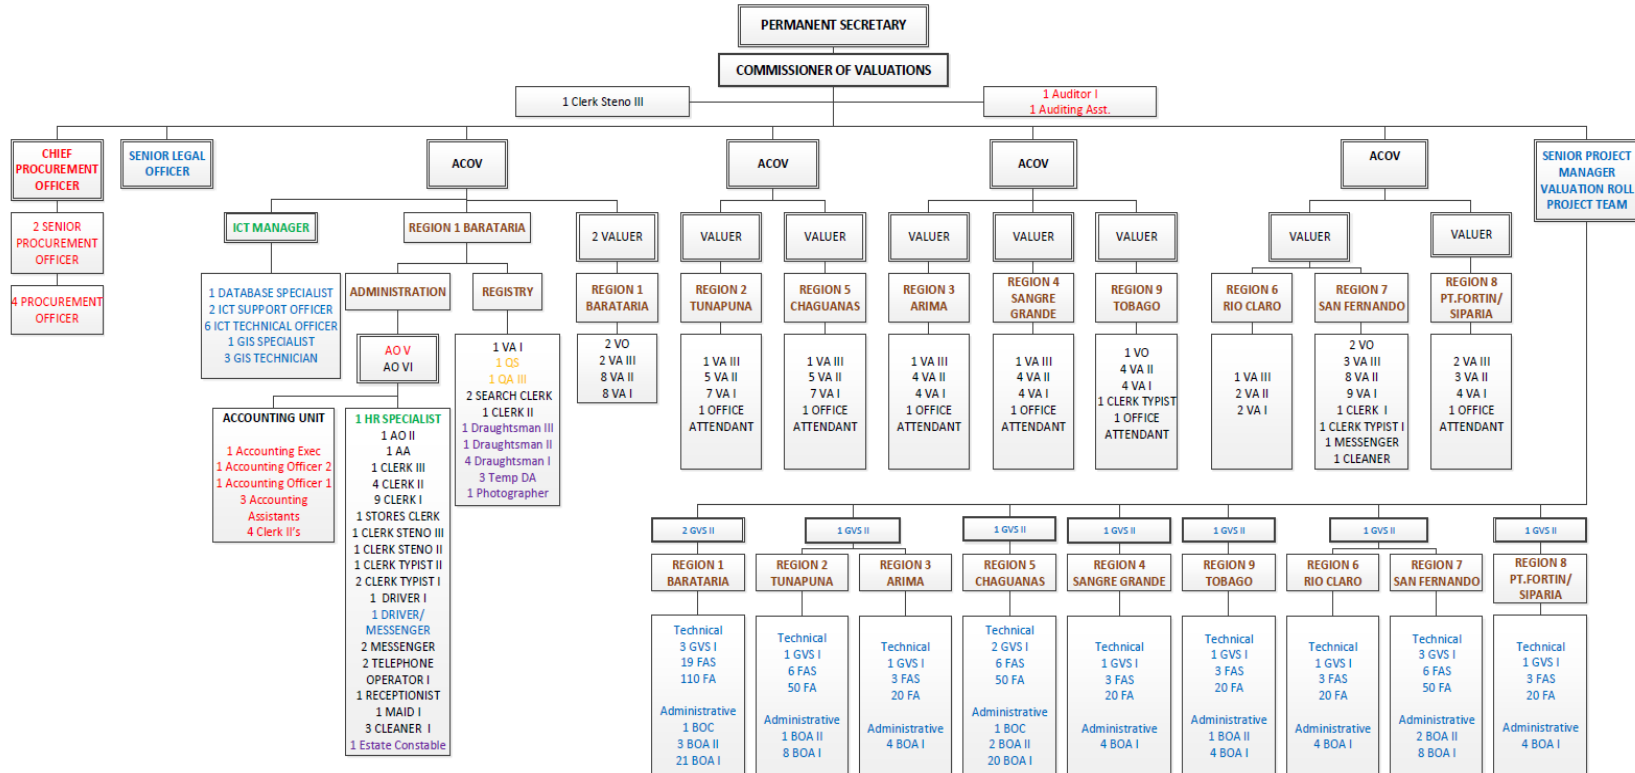 PERMANENT SECRETARY
COMMISSIONER OF VALUATIONS
1 Clerk Steno III
1 Auditor I
1 Auditing Asst.
CHIEF
PROCUREMENT
OFFICER
2 SENIOR
PROCUREMENT
OFFICER
4 PROCUREMENT
OFFICER
SENIOR LEGAL
OFFICER
ACOV
ICT MANAGER
1 DATABASE SPECIALIST
2 ICT SUPPORT OFFICER
6 ICT TECHNICAL OFFICER
1 GIS SPECIALIST
3 GIS TECHNICIAN
REGION 1 BARATARIA
ADMINISTRATION
AO V
AO VI
ACCOUNTING UNIT
1 Accounting Exec
1 Accounting Officer 2
1 Accounting Officer 1
3 Accounting
Assistants
4 Clerk II's
1 HR SPECIALIST
1 AO II
1 AA
1 CLERK III
4 CLERK II
9 CLERK I
1 STORES CLERK
1 CLERK STENO III
1 CLERK STENO II
1 CLERK TYPIST II
2 CLERK TYPIST I
1 DRIVER I
1 DRIVER/
MESSENGER
2 MESSENGER
2 TELEPHONE
OPERATOR I
1 RECEPTIONIST
1 MAID I
3 CLEANER I
1 Estate Constable
REGISTRY
1 VA I
1 QS
1 QA III
2 SEARCH CLERK
1 CLERK II
1 Draughtsman III
1 Draughtsman II
4 Draughtsman I
3 Temp DA
1 Photographer
2 VALUER
REGION 1
BARATARIA
2 VO
2 VA III
8 VA II
8 VA I
ACOV
VALUER
REGION 2
TUNAPUNA
1 VA III
5 VA II
7 VA I
1 OFFICE
ATTENDANT
VALUER
REGION 5
CHAGUANAS
1 VA III
5 VA II
7 VA I
1 OFFICE
ATTENDANT
ACOV
VALUER
REGION 3
ARIMA
1 VA III
4 VA II
4 VA I
1 OFFICE
ATTENDANT
VALUER
REGION 4
SANGRE
GRANDE
1 VA III
4 VA II
4 VA I
1 OFFICE
ATTENDANT
VALUER
REGION 9
TOBAGO
1 VO
4 VA II
4 VA I
1 CLERK TYPIST
1 OFFICE
ATTENDANT
ACOV
VALUER
REGION 6
RIO CLARO
1 VA III
2 VA II
2 VA I
REGION 7
SAN FERNANDO
2 VO
3 VA III
8 VA II
9 VA I
1 CLERK I
1 CLERK TYPIST I
1 MESSENGER
1 CLEANER
VALUER
REGION 8
PT.FORTIN/
SIPARIA
2 VA III
3 VA II
4 VA I
1 OFFICE
ATTENDANT
SENIOR PROJECT
MANAGER
VALUATION ROLL
PROJECT TEAM
2 GVS II
REGION 1
BARATARIA
Technical
3 GVS I
19 FAS
110 FA
Administrative
1 BOC
3 BOA II
21 BOA I
1 GVS II
REGION 2
TUNAPUNA
Technical
1 GVS I
6 FAS
50 FA
Administrative
1 BOA II
8 BOA I
REGION 3
ARIMA
Technical
1 GVS I
3 FAS
20 FA
Administrative
4 BOA I
1 GVS II
REGION 5
CHAGUANAS
Technical
2 GVS I
6 FAS
50 FA
Administrative
1 BOC
2 BOA II
20 BOA I
1 GVS II
REGION 4
SANGRE GRANDE
Technical
1 GVS I
3 FAS
20 FA
Administrative
4 BOA I
1 GVS II
REGION 9
TOBAGO
Technical
1 GVS I
3 FAS
20 FA
Administrative
1 BOA II
4 BOA I
1 GVS II
REGION 6
RIO CLARO
Technical
1 GVS I
3 FAS
20 FA
Administrative
4 BOA I
REGION 7
SAN FERNANDO
Technical
3 GVS I
6 FAS
50 FA
Administrative
2 BOA II
8 BOA I
1 GVS II
REGION 8
PT.FORTIN/
SIPARIA
Technical
1 GVS I
3 FAS
20 FA
Administrative
4 BOA I